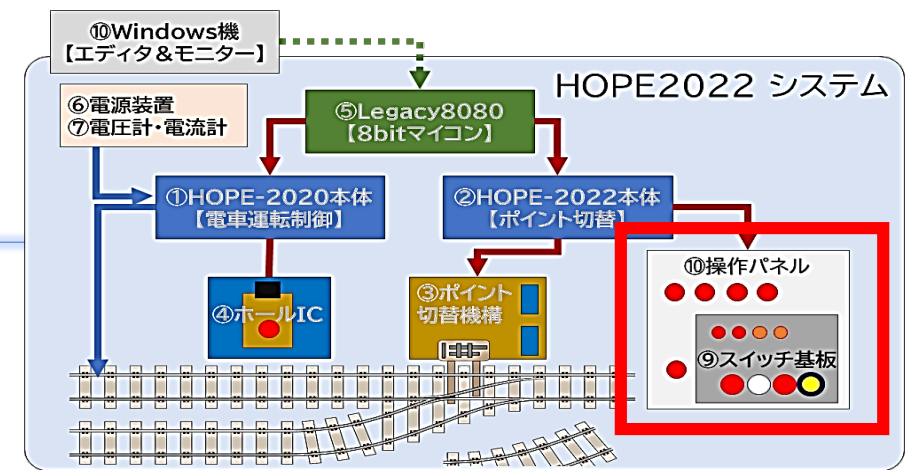 ⑩Windows機
【エディタ&モニター】
HOPE2022 システム
⑥電源装置
⑦電圧計・電流計
⑤Legacy8080
【8bitマイコン】
①HOPE-2020本体
【電車運転制御】
②HOPE-2022本体
【ポイント切替】
④ホールIC
③ポイント
切替機構
⑩操作パネル
⑨スイッチ基板